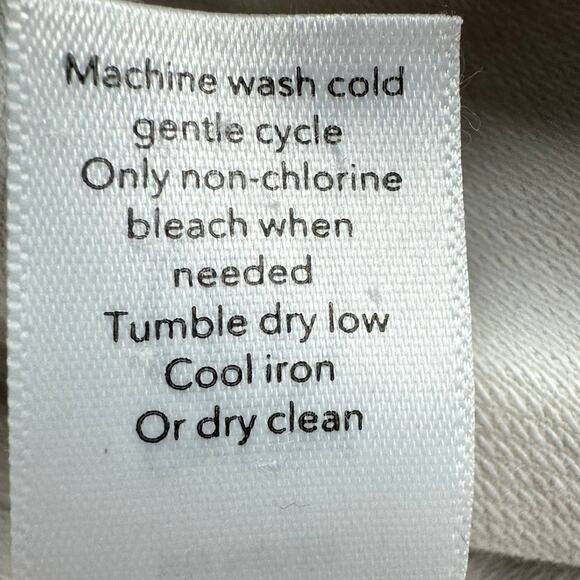 Machine wash cold
gentle cycle
Only non-chlorine
bleach when
needed
Tumble dry low
Cool iron
Or dry clean